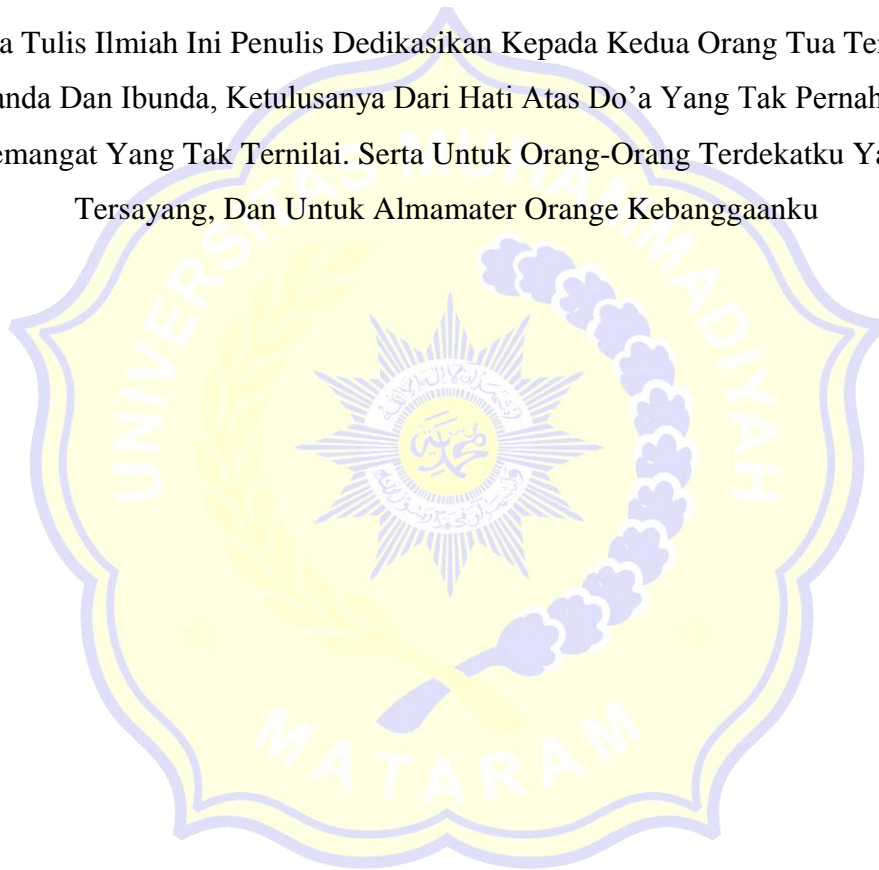 a Tulis Ilmiah Ini Penulis Dedikasikan Kepada Kedua Orang Tua Te
anda Dan Ibunda, Ketulusanya Dari Hati Atas Do’a Yang Tak Pernah
emangat Yang Tak Ternilai. Serta Untuk Orang-Orang Terdekatku Ya
Tersayang, Dan Untuk Almamater Orange Kebanggaanku
UNIVERSITAS MUHAMMADIYAH
MATARAM